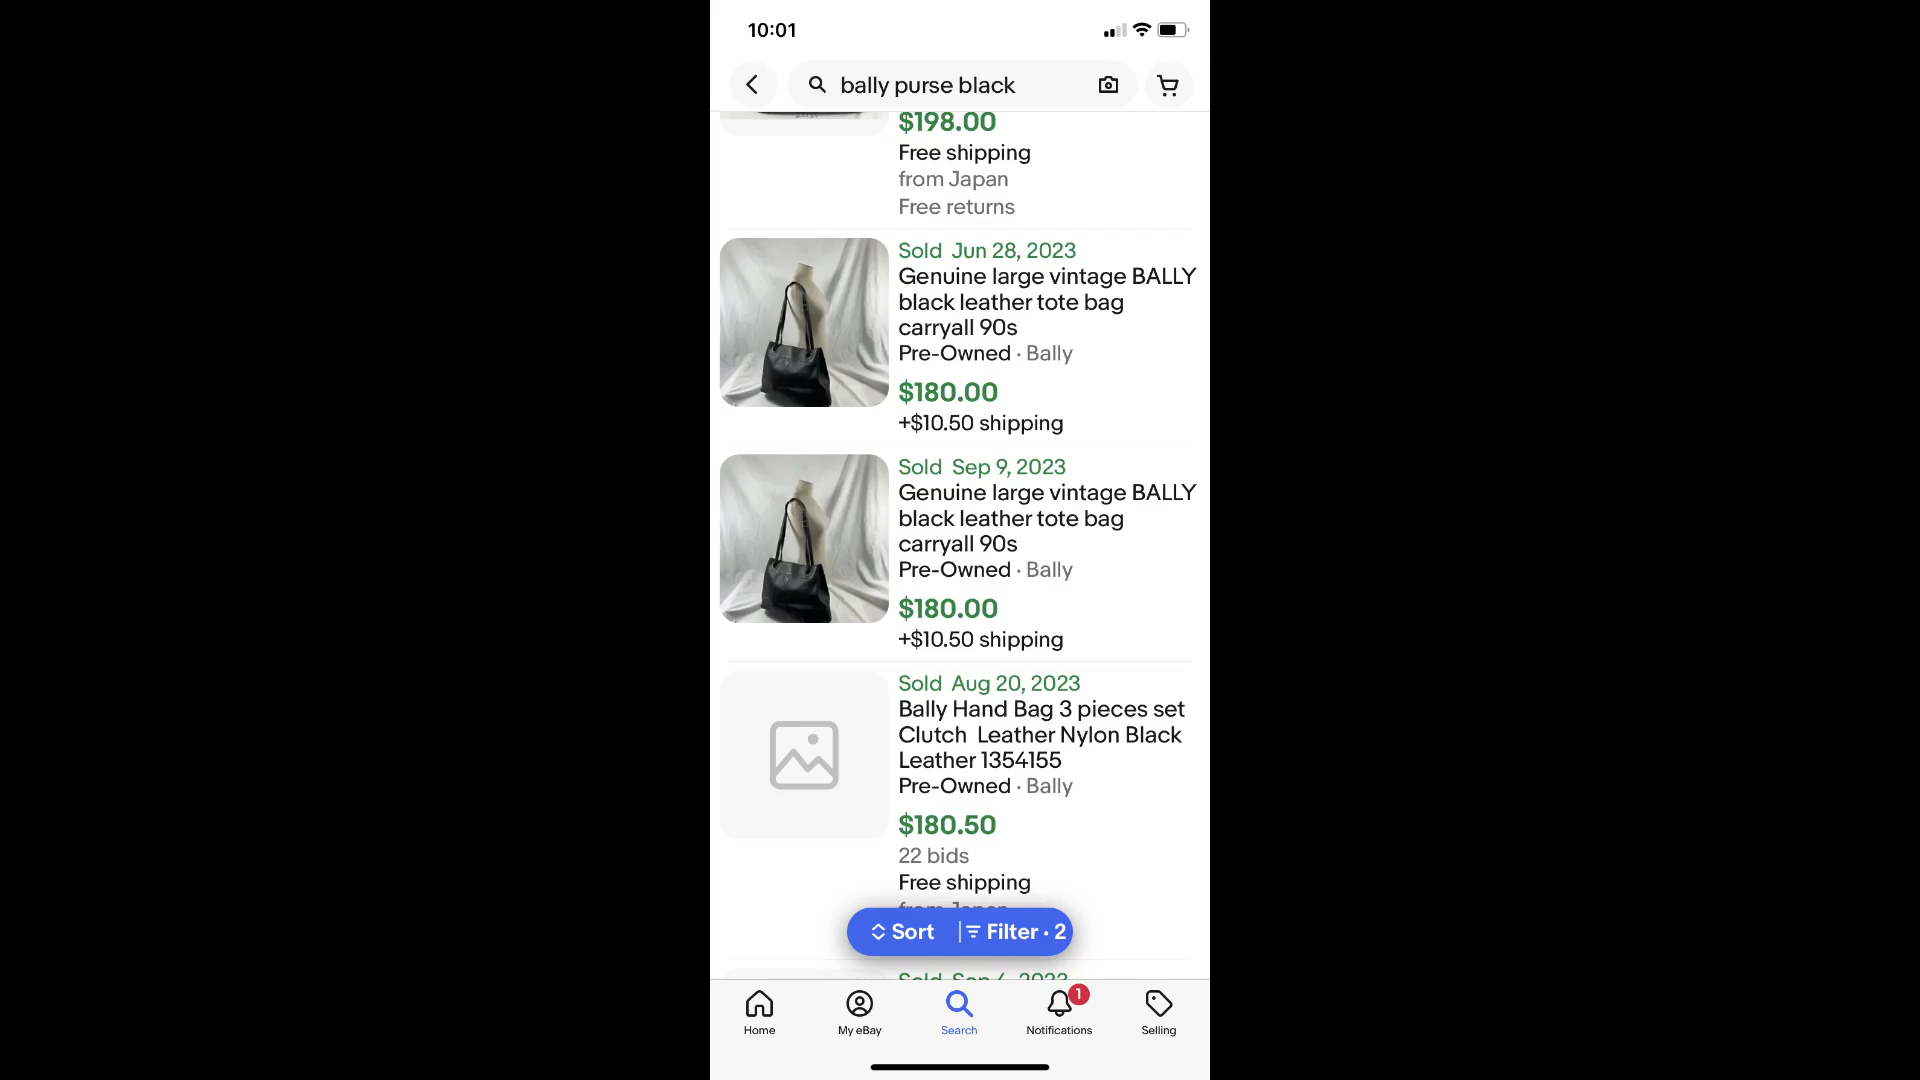 10:01
bally purse black
$198.00
Free shipping
from Japan
Free returns
Sold Jun 28, 2023
Genuine large vintage BALLY
black leather tote bag
carryall 90s
Pre-Owned · Bally
$180.00
+$10.50 shipping
Sold Sep 9, 2023
Genuine large vintage BALLY
black leather tote bag
carryall 90s
Pre-Owned · Bally
$180.00
+$10.50 shipping
Sold Aug 20, 2023
Bally Hand Bag 3 pieces set
Clutch Leather Nylon Black
Leather 1354155
Pre-Owned · Bally
$180.50
22 bids
Free shipping
from Japan
Sort
Filter · 2
Sold Sep 4, 2023
1
Home
My eBay
Search
Notifications
Selling